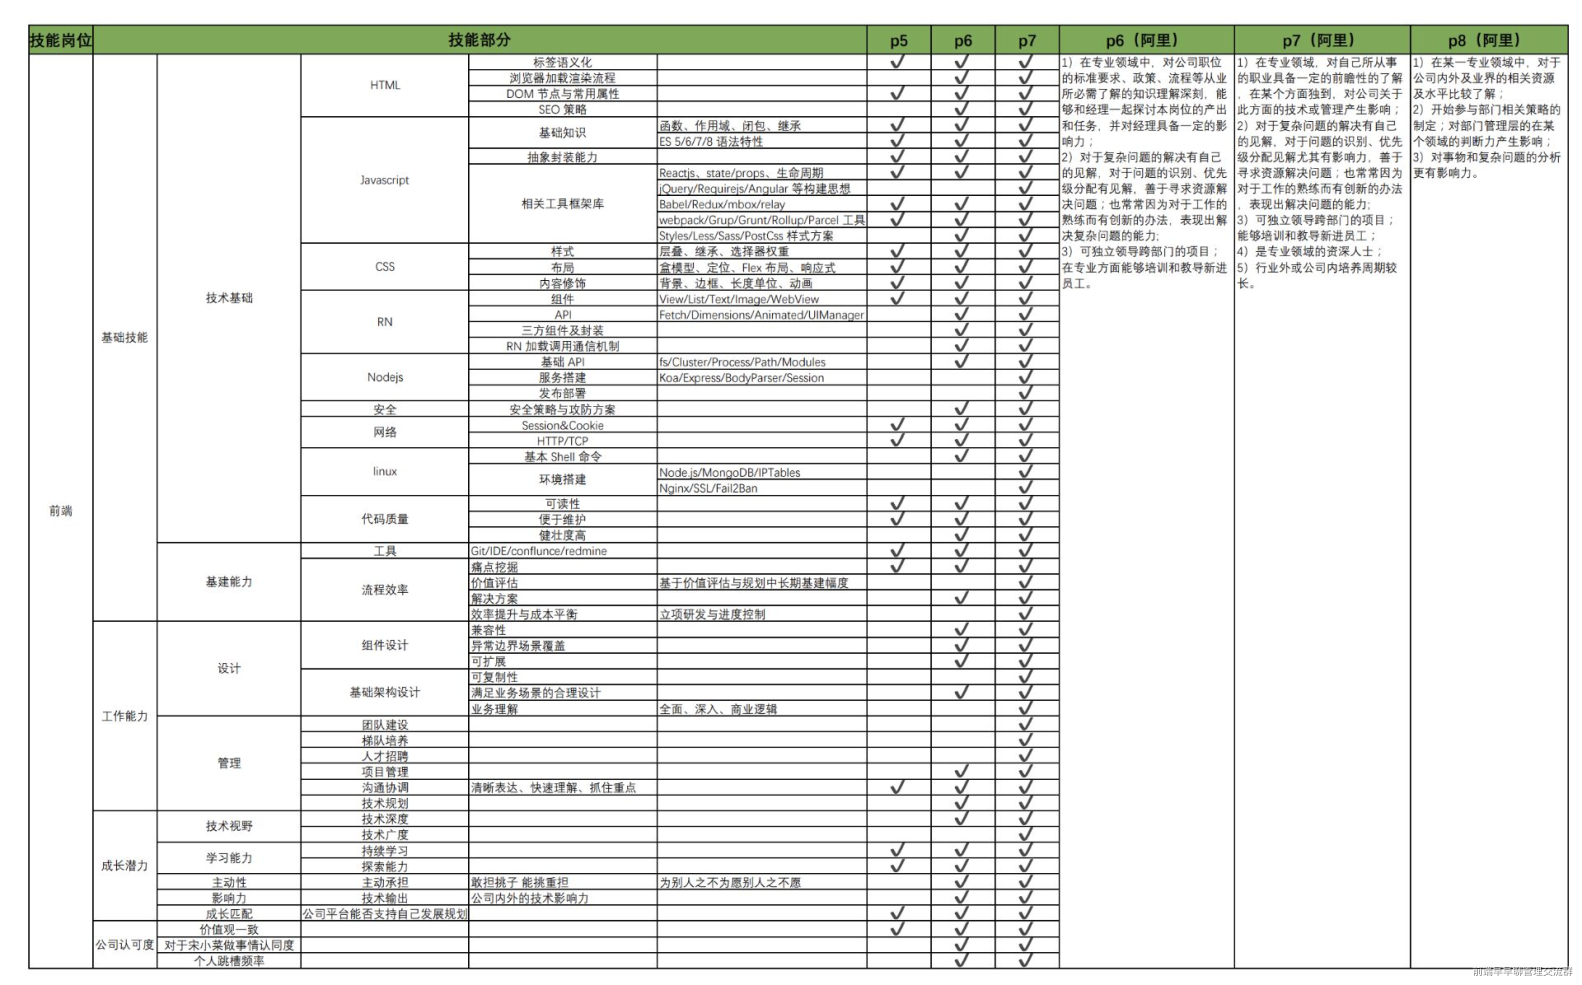 技能岗位 技能部分 p5 p6 p7 p6（阿里） p7（阿里） p8（阿里）
前端
基础技能
技术基础
HTML
标签语义化 ✓ ✓ ✓
浏览器加载渲染流程 ✓ ✓
DOM 节点与常用属性 ✓ ✓ ✓
SEO 策略 ✓ ✓
Javascript
基础知识
函数、作用域、闭包、继承 ✓ ✓ ✓
ES 5/6/7/8 语法特性 ✓ ✓ ✓
抽象封装能力 ✓ ✓ ✓
相关工具框架库
Reactjs、state/props、生命周期 ✓ ✓ ✓
jQuery/Requirejs/Angular 等构建思想 ✓
Babel/Redux/mbox/relay ✓ ✓ ✓
webpack/Grup/Grunt/Rollup/Parcel 工具 ✓ ✓ ✓
Styles/Less/Sass/PostCss 样式方案 ✓ ✓
CSS
样式 层叠、继承、选择器权重 ✓ ✓ ✓
布局 盒模型、定位、Flex 布局、响应式 ✓ ✓ ✓
内容修饰 背景、边框、长度单位、动画 ✓ ✓ ✓
RN
组件 View/List/Text/Image/WebView ✓ ✓ ✓
API Fetch/Dimensions/Animated/UIManager ✓ ✓
三方组件及封装 ✓ ✓
RN 加载调用通信机制 ✓ ✓
Nodejs
基础 API fs/Cluster/Process/Path/Modules ✓ ✓
服务搭建 Koa/Express/BodyParser/Session ✓
发布部署 ✓
安全 安全策略与攻防方案 ✓ ✓
网络
Session&Cookie ✓ ✓ ✓
HTTP/TCP ✓ ✓ ✓
linux
基本 Shell 命令 ✓ ✓
环境搭建
Node.js/MongoDB/IPTables ✓
Nginx/SSL/Fail2Ban ✓
代码质量
可读性 ✓ ✓ ✓
便于维护 ✓ ✓ ✓
健壮度高 ✓ ✓
基建能力
工具 Git/IDE/conflunce/redmine ✓ ✓ ✓
流程效率
痛点挖掘 ✓ ✓ ✓
价值评估 基于价值评估与规划中长期基建幅度 ✓
解决方案 ✓ ✓
效率提升与成本平衡 立项研发与进度控制 ✓
工作能力
设计
组件设计
兼容性 ✓ ✓
异常边界场景覆盖 ✓ ✓
可扩展 ✓ ✓
基础架构设计
可复制性 ✓
满足业务场景的合理设计 ✓ ✓
业务理解 全面、深入、商业逻辑 ✓
管理
团队建设 ✓
梯队培养 ✓
人才招聘 ✓
项目管理 ✓ ✓
沟通协调 清晰表达、快速理解、抓住重点 ✓ ✓ ✓
技术规划 ✓ ✓
成长潜力
技术视野
技术深度 ✓ ✓
技术广度 ✓
学习能力
持续学习 ✓ ✓ ✓
探索能力 ✓ ✓ ✓
主动性 主动承担 敢担挑子 能挑重担 为别人之不为愿别人之不愿 ✓ ✓
影响力 技术输出 公司内外的技术影响力 ✓ ✓
成长匹配 公司平台能否支持自己发展规划 ✓ ✓ ✓
公司认可度
价值观一致 ✓ ✓ ✓
对于宋小菜做事情认同度 ✓ ✓
个人跳槽频率 ✓ ✓
1）在专业领域中，对公司职位
的标准要求、政策、流程等从业
所必需了解的知识理解深刻，能
够和经理一起探讨本岗位的产出
和任务，并对经理具备一定的影
响力；
2）对于复杂问题的解决有自己
的见解，对于问题的识别、优先
级分配有见解，善于寻求资源解
决问题；也常常因为对于工作的
熟练而有创新的办法，表现出解
决复杂问题的能力;
3）可独立领导跨部门的项目；
在专业方面能够培训和教导新进
员工。
1）在专业领域，对自己所从事
的职业具备一定的前瞻性的了解
，在某个方面独到，对公司关于
此方面的技术或管理产生影响；
2）对于复杂问题的解决有自己
的见解，对于问题的识别、优先
级分配见解尤其有影响力，善于
寻求资源解决问题；也常常因为
对于工作的熟练而有创新的办法
，表现出解决问题的能力;
3）可独立领导跨部门的项目；
能够培训和教导新进员工；
4）是专业领域的资深人士；
5）行业外或公司内培养周期较
长。
1）在某一专业领域中，对于
公司内外及业界的相关资源
及水平比较了解；
2）开始参与部门相关策略的
制定；对部门管理层的在某
个领域的判断力产生影响；
3）对事物和复杂问题的分析
更有影响力。
前端早早聊管理交流群